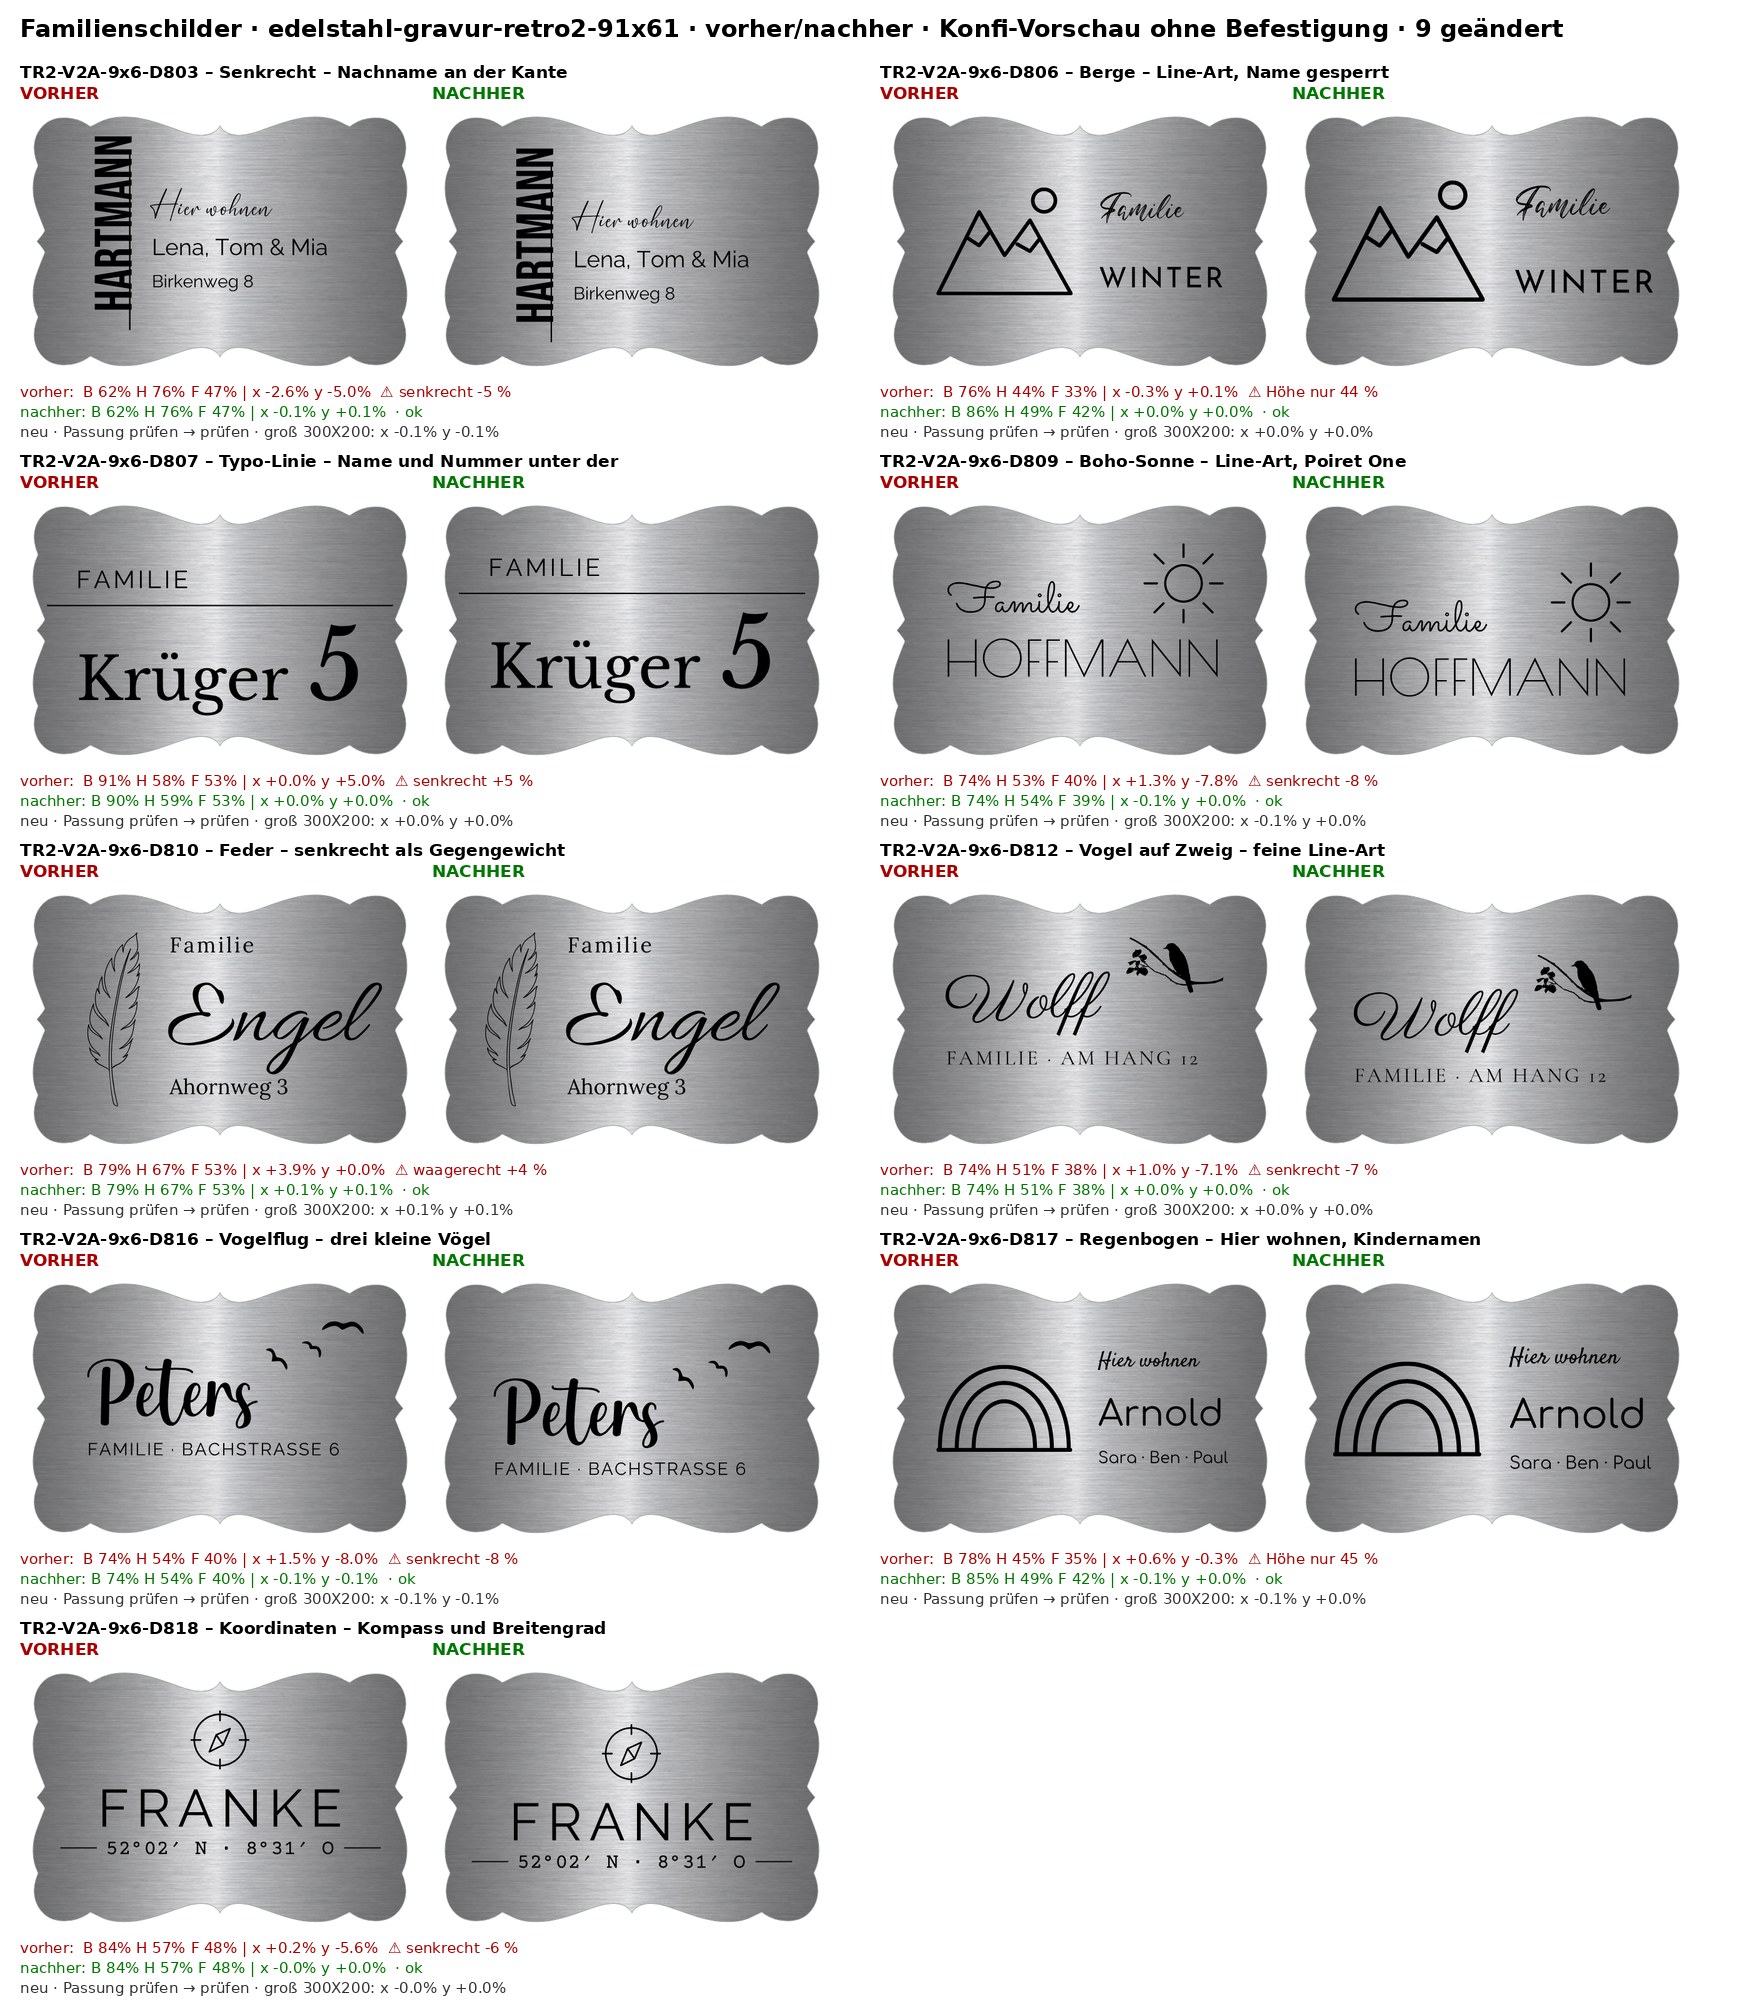 Familienschilder · edelstahl-gravur-retro2-91x61 · vorher/nachher · Konfi-Vorschau ohne Befestigung · 9 geändert
TR2-V2A-9x6-D803 – Senkrecht – Nachname an der Kante
VORHER
NACHHER
HARTMANN
Hier wohnen
Lena, Tom & Mia
Birkenweg 8
HARTMANN
Hier wohnen
Lena, Tom & Mia
Birkenweg 8
vorher: B 62% H 76% F 47% | x -2.6% y -5.0% ⚠ senkrecht -5 %
nachher: B 62% H 76% F 47% | x -0.1% y +0.1% · ok
neu · Passung prüfen → prüfen · groß 300X200: x -0.1% y -0.1%
TR2-V2A-9x6-D806 – Berge – Line-Art, Name gesperrt
VORHER
NACHHER
Familie
WINTER
Familie
WINTER
vorher: B 76% H 44% F 33% | x -0.3% y +0.1% ⚠ Höhe nur 44 %
nachher: B 86% H 49% F 42% | x +0.0% y +0.0% · ok
neu · Passung prüfen → prüfen · groß 300X200: x +0.0% y +0.0%
TR2-V2A-9x6-D807 – Typo-Linie – Name und Nummer unter der
VORHER
NACHHER
FAMILIE
Krüger 5
FAMILIE
Krüger 5
vorher: B 91% H 58% F 53% | x +0.0% y +5.0% ⚠ senkrecht +5 %
nachher: B 90% H 59% F 53% | x +0.0% y +0.0% · ok
neu · Passung prüfen → prüfen · groß 300X200: x +0.0% y +0.0%
TR2-V2A-9x6-D809 – Boho-Sonne – Line-Art, Poiret One
VORHER
NACHHER
Familie
HOFFMANN
Familie
HOFFMANN
vorher: B 74% H 53% F 40% | x +1.3% y -7.8% ⚠ senkrecht -8 %
nachher: B 74% H 54% F 39% | x -0.1% y +0.0% · ok
neu · Passung prüfen → prüfen · groß 300X200: x -0.1% y +0.0%
TR2-V2A-9x6-D810 – Feder – senkrecht als Gegengewicht
VORHER
NACHHER
Familie
Engel
Ahornweg 3
Familie
Engel
Ahornweg 3
vorher: B 79% H 67% F 53% | x +3.9% y +0.0% ⚠ waagerecht +4 %
nachher: B 79% H 67% F 53% | x +0.1% y +0.1% · ok
neu · Passung prüfen → prüfen · groß 300X200: x +0.1% y +0.1%
TR2-V2A-9x6-D812 – Vogel auf Zweig – feine Line-Art
VORHER
NACHHER
Wolff
FAMILIE · AM HANG 12
Wolff
FAMILIE · AM HANG 12
vorher: B 74% H 51% F 38% | x +1.0% y -7.1% ⚠ senkrecht -7 %
nachher: B 74% H 51% F 38% | x +0.0% y +0.0% · ok
neu · Passung prüfen → prüfen · groß 300X200: x +0.0% y +0.0%
TR2-V2A-9x6-D816 – Vogelflug – drei kleine Vögel
VORHER
NACHHER
Peters
FAMILIE · BACHSTRASSE 6
Peters
FAMILIE · BACHSTRASSE 6
vorher: B 74% H 54% F 40% | x +1.5% y -8.0% ⚠ senkrecht -8 %
nachher: B 74% H 54% F 40% | x -0.1% y -0.1% · ok
neu · Passung prüfen → prüfen · groß 300X200: x -0.1% y -0.1%
TR2-V2A-9x6-D817 – Regenbogen – Hier wohnen, Kindernamen
VORHER
NACHHER
Hier wohnen
Arnold
Sara · Ben · Paul
Hier wohnen
Arnold
Sara · Ben · Paul
vorher: B 78% H 45% F 35% | x +0.6% y -0.3% ⚠ Höhe nur 45 %
nachher: B 85% H 49% F 42% | x -0.1% y +0.0% · ok
neu · Passung prüfen → prüfen · groß 300X200: x -0.1% y +0.0%
TR2-V2A-9x6-D818 – Koordinaten – Kompass und Breitengrad
VORHER
NACHHER
FRANKE
52°02′ N · 8°31′ O
FRANKE
52°02′ N · 8°31′ O
vorher: B 84% H 57% F 48% | x +0.2% y -5.6% ⚠ senkrecht -6 %
nachher: B 84% H 57% F 48% | x -0.0% y +0.0% · ok
neu · Passung prüfen → prüfen · groß 300X200: x -0.0% y +0.0%